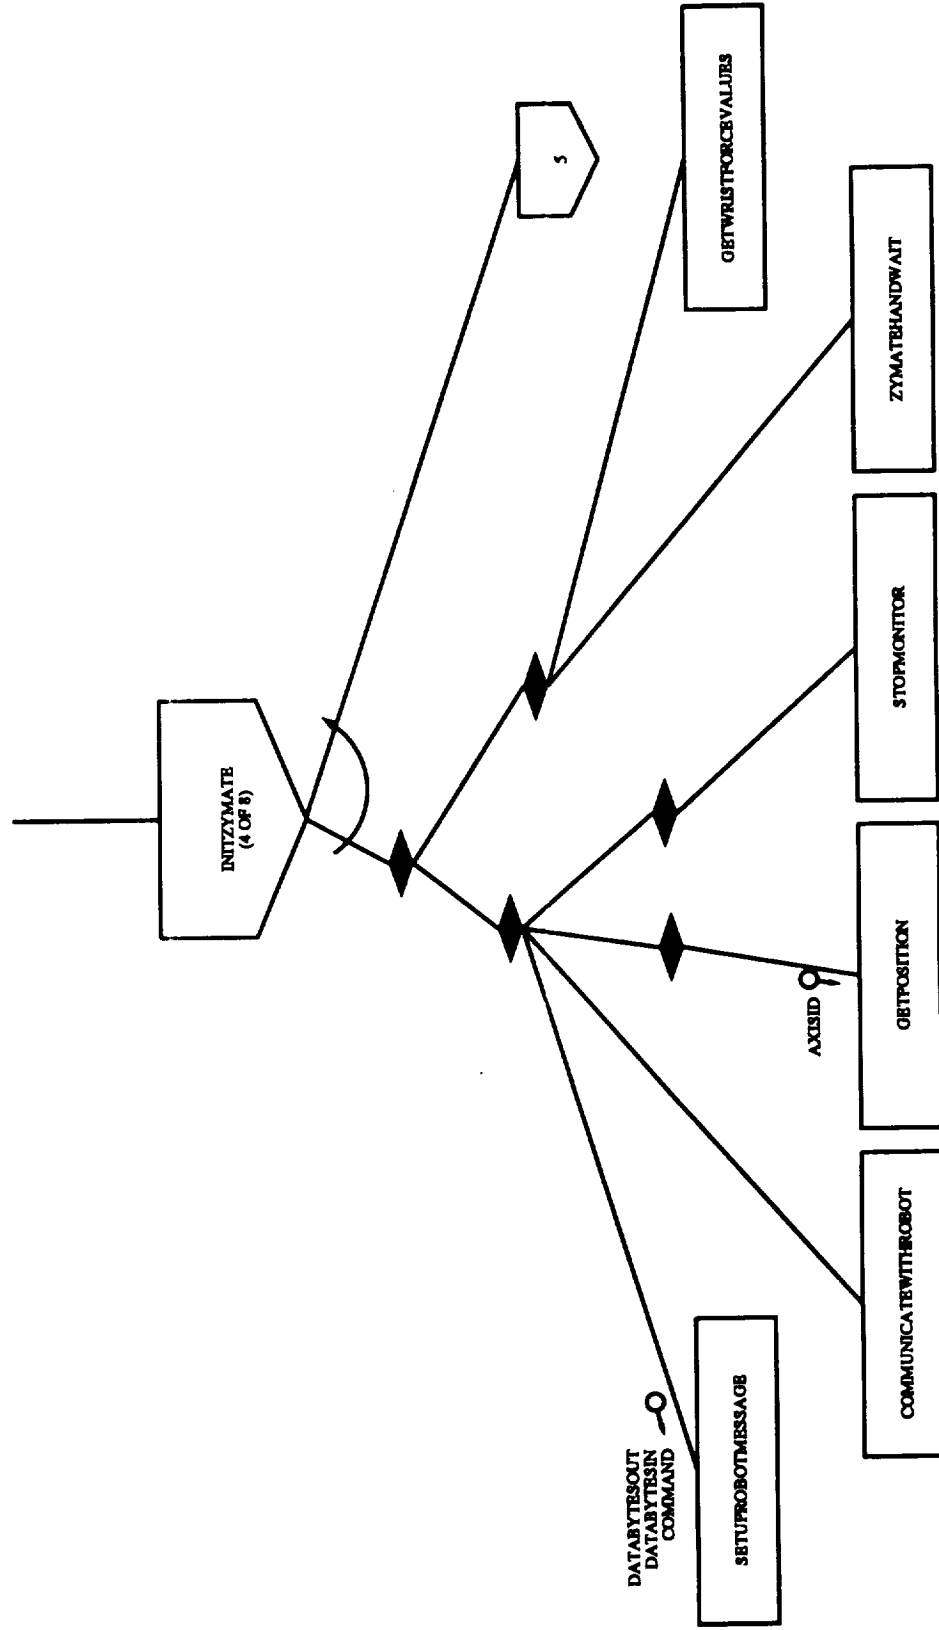 INITZYMATE
(4 OF 8)
5
DATABYTESOUT
DATABYTESIN
COMMAND
SETUPROBOTMESSAGE
AXISID
GETWRISTFORCEVALUES
COMMUNICATEWITHROBOT
GETPOSITION
STOPMONITOR
ZYMATEHANDWAIT